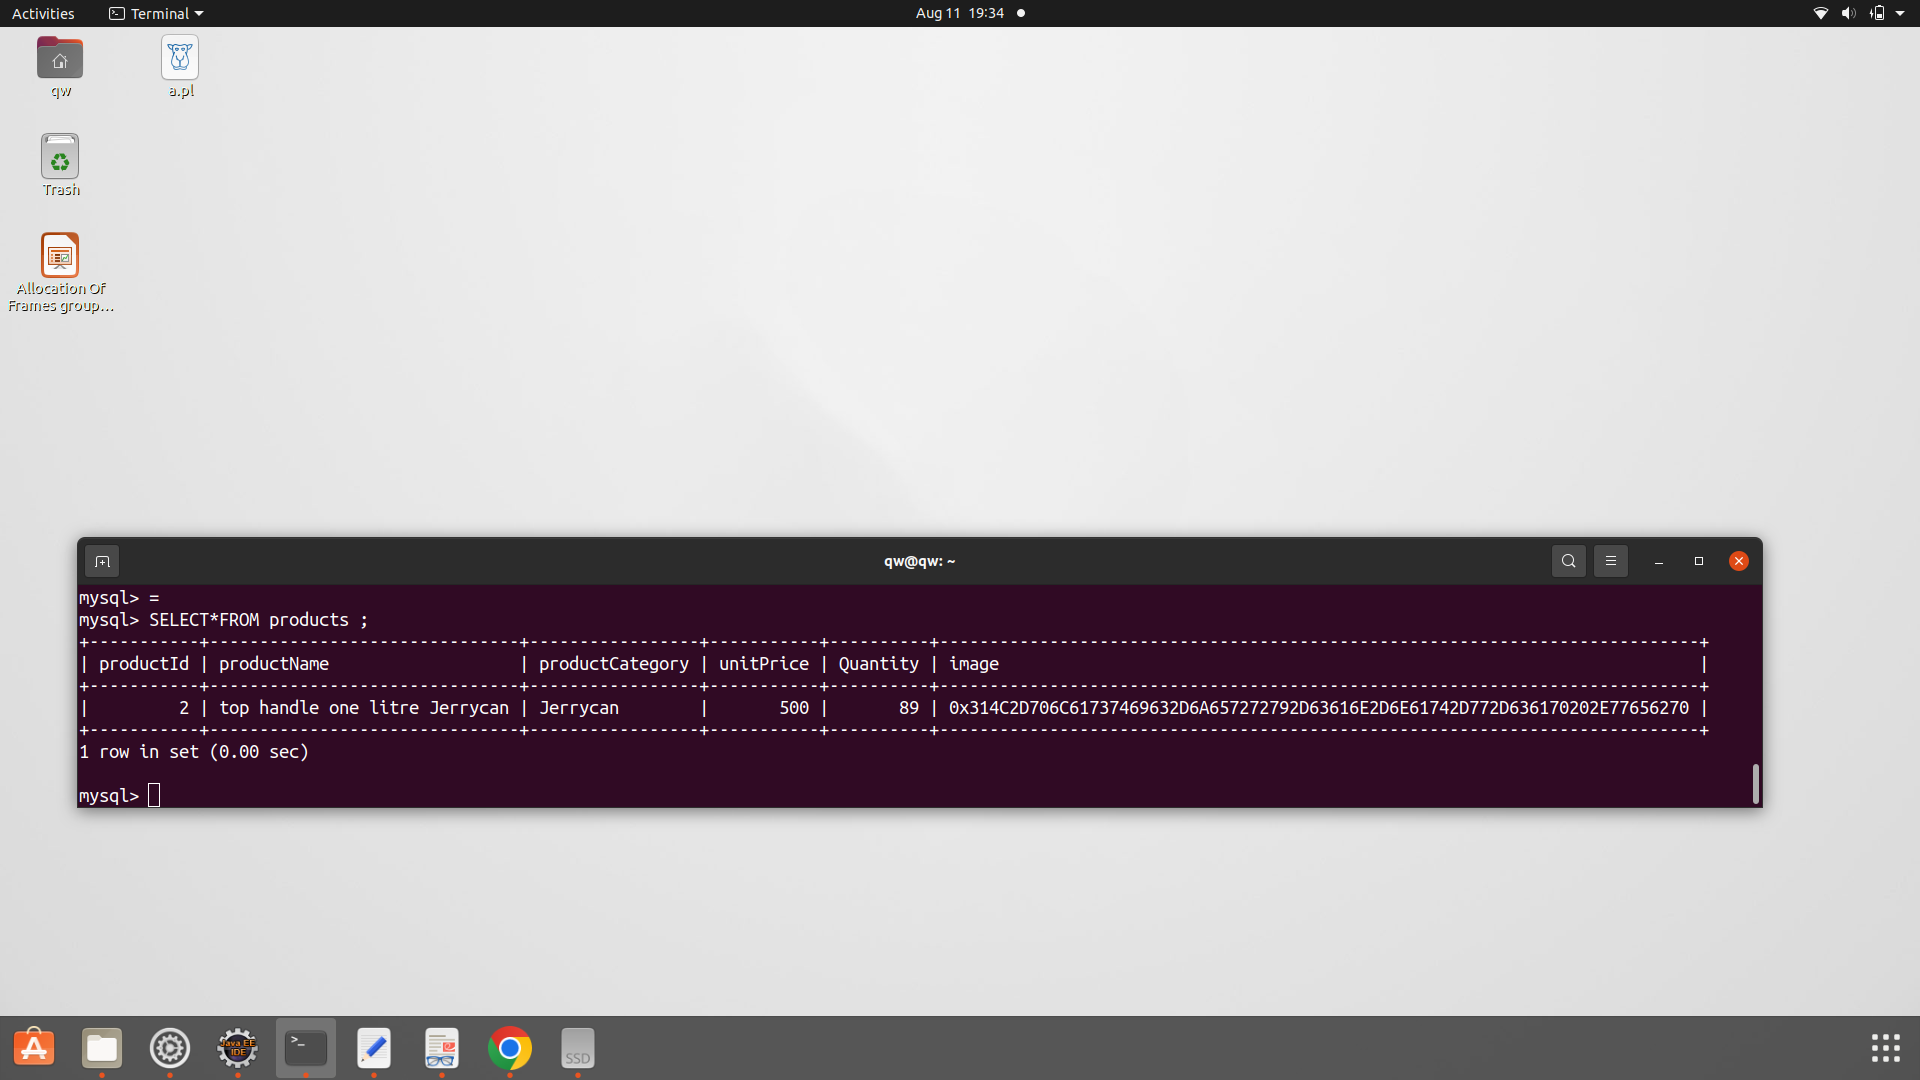 Activities
Terminal
Aug 11 19:34
qw
a.pl
Trash
Allocation Of
Frames group...
qw@qw: ~
mysql> =
mysql> SELECT*FROM products ;
+-----------+-------------------------------+-----------------+-----------+----------+----------------------------------------------------------------------------+
| productId | productName                   | productCategory | unitPrice | Quantity | image                                                                      |
+-----------+-------------------------------+-----------------+-----------+----------+----------------------------------------------------------------------------+
|         2 | top handle one litre Jerrycan | Jerrycan        |       500 |       89 | 0x314C2D706C61737469632D6A657272792D63616E2D6E61742D772D636170202E77656270 |
+-----------+-------------------------------+-----------------+-----------+----------+----------------------------------------------------------------------------+
1 row in set (0.00 sec)
mysql>
Java EE
IDE
>_
SSD